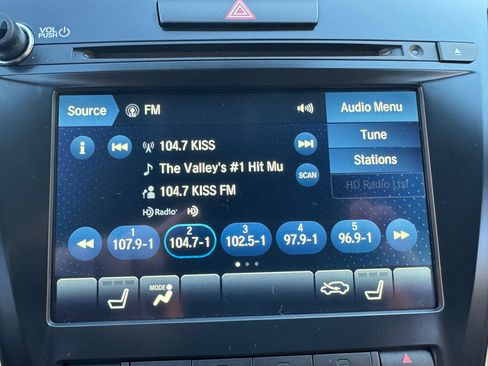 VOL
PUSH
Source
FM
Audio Menu
i
104.7 KISS
Tune
The Valley's #1 Hit Mu
SCAN
Stations
104.7 KISS FM
HD Radio List
HD Radio HD
1
107.9-1
2
104.7-1
3
102.5-1
4
97.9-1
5
96.9-1
MODE